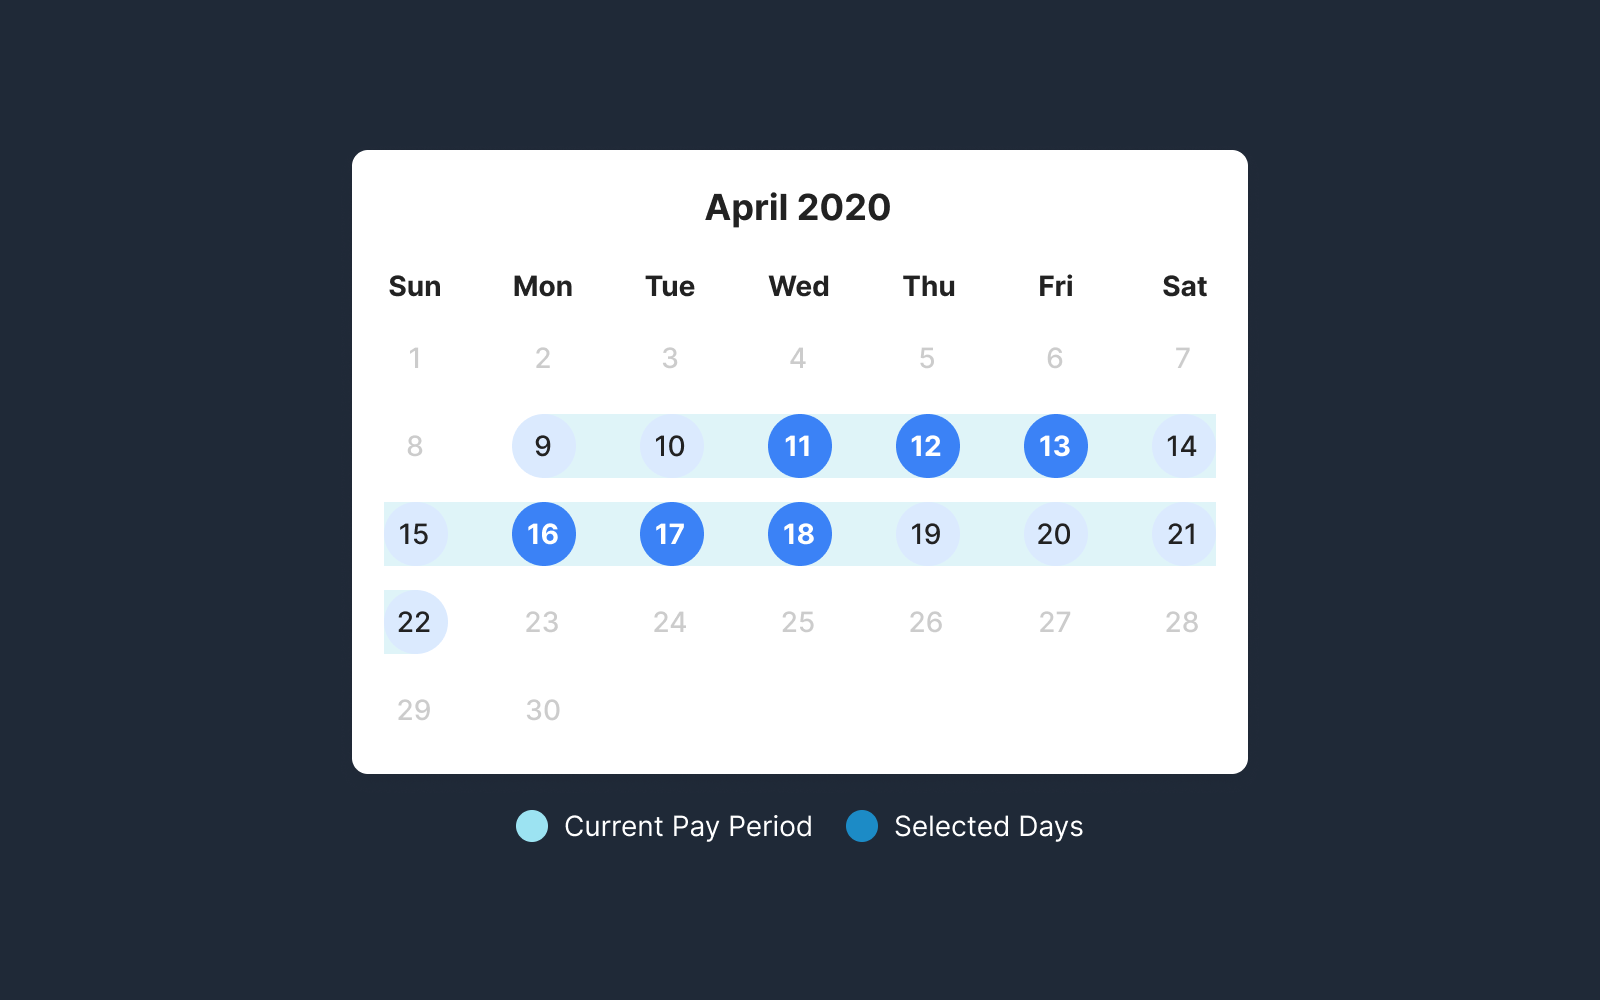 April 2020
Sun Mon Tue Wed Thu Fri Sat
1 2 3 4 5 6 7
8 9 10 11 12 13 14
15 16 17 18 19 20 21
22 23 24 25 26 27 28
29 30
Current Pay Period Selected Days